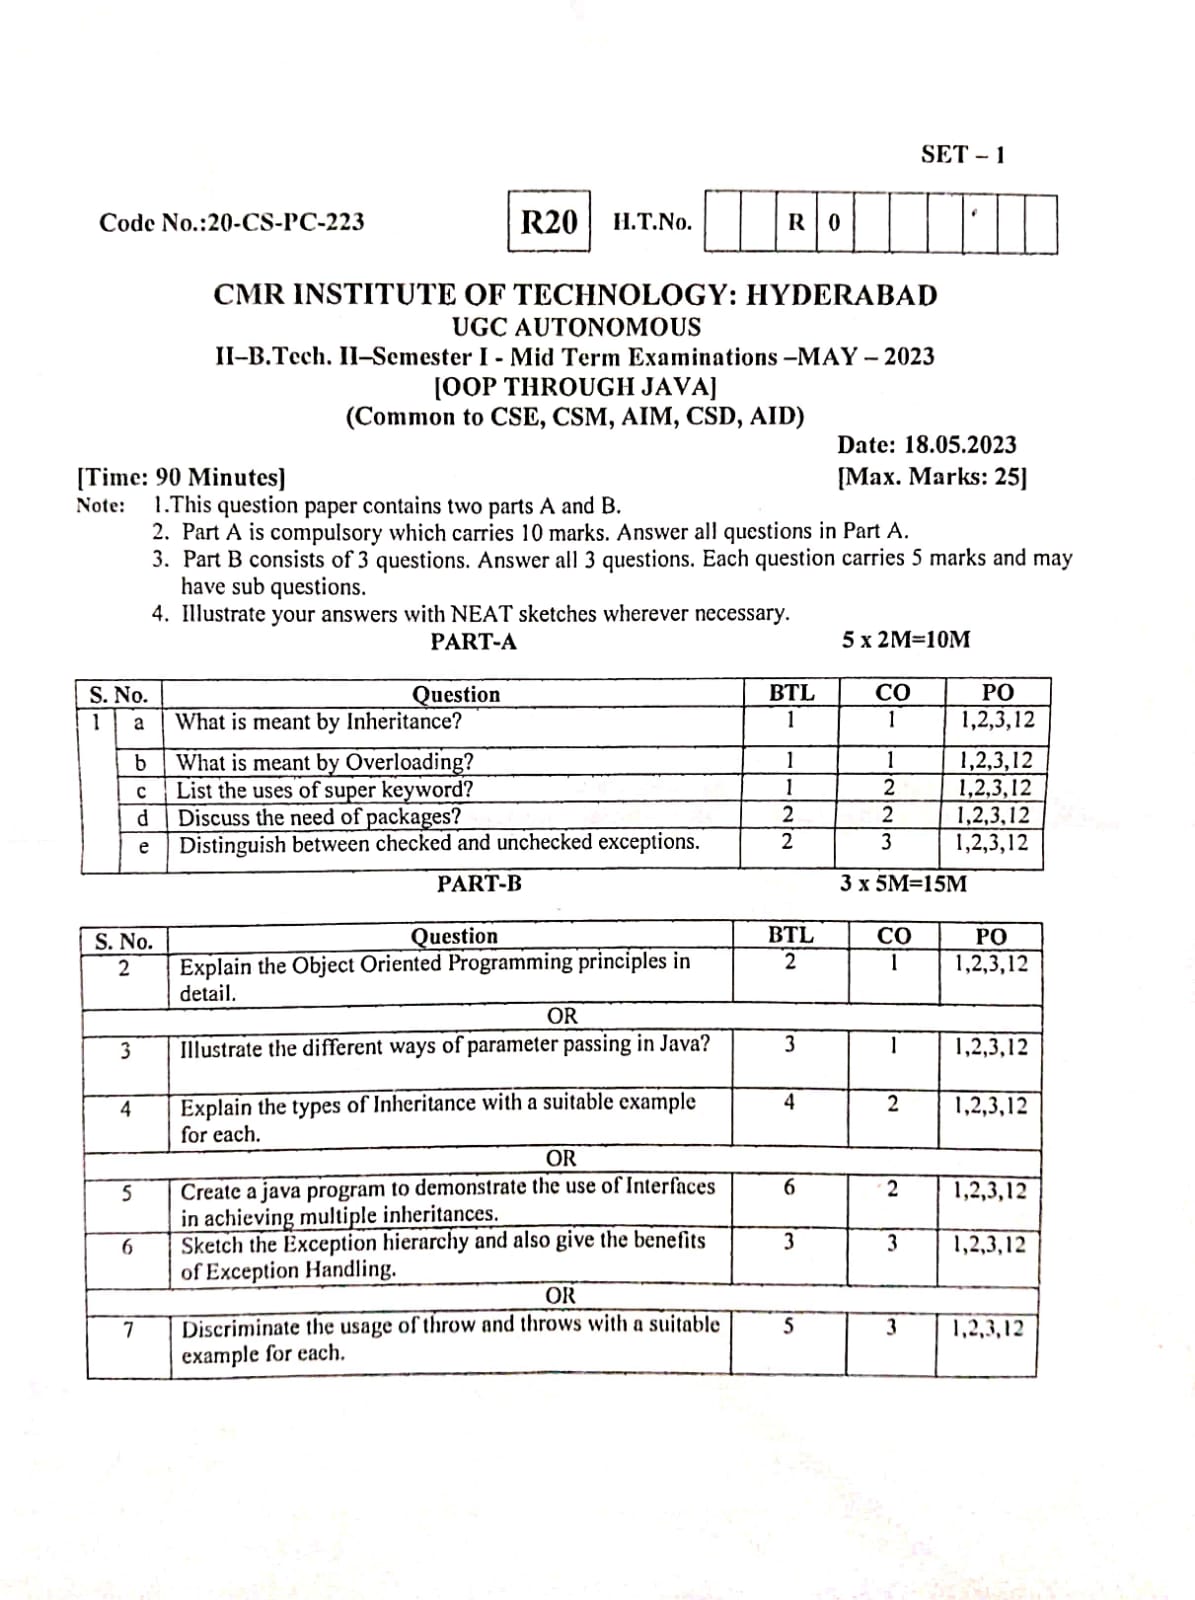 SET – 1
Code No.:20-CS-PC-223 R20 H.T.No. R 0
CMR INSTITUTE OF TECHNOLOGY: HYDERABAD
UGC AUTONOMOUS
II–B.Tech. II–Semester I - Mid Term Examinations –MAY – 2023
[OOP THROUGH JAVA]
(Common to CSE, CSM, AIM, CSD, AID)
Date: 18.05.2023
[Time: 90 Minutes] [Max. Marks: 25]
Note: 1.This question paper contains two parts A and B.
2. Part A is compulsory which carries 10 marks. Answer all questions in Part A.
3. Part B consists of 3 questions. Answer all 3 questions. Each question carries 5 marks and may
have sub questions.
4. Illustrate your answers with NEAT sketches wherever necessary.
PART-A 5 x 2M=10M
S. No. Question BTL CO PO
1 a What is meant by Inheritance? 1 1 1,2,3,12
b What is meant by Overloading? 1 1 1,2,3,12
c List the uses of super keyword? 1 2 1,2,3,12
d Discuss the need of packages? 2 2 1,2,3,12
e Distinguish between checked and unchecked exceptions. 2 3 1,2,3,12
PART-B 3 x 5M=15M
S. No. Question BTL CO PO
2 Explain the Object Oriented Programming principles in 2 1 1,2,3,12
detail.
OR
3 Illustrate the different ways of parameter passing in Java? 3 1 1,2,3,12
4 Explain the types of Inheritance with a suitable example 4 2 1,2,3,12
for each.
OR
5 Create a java program to demonstrate the use of Interfaces 6 2 1,2,3,12
in achieving multiple inheritances.
6 Sketch the Exception hierarchy and also give the benefits 3 3 1,2,3,12
of Exception Handling.
OR
7 Discriminate the usage of throw and throws with a suitable 5 3 1,2,3,12
example for each.